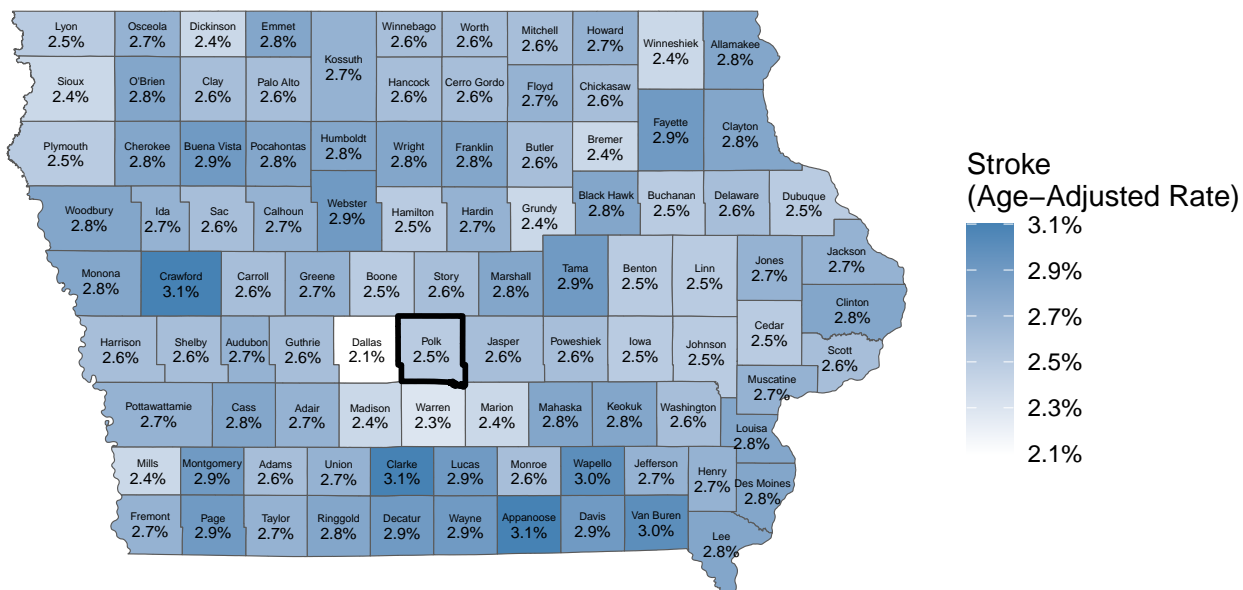 Lyon
2.5%
Osceola
2.7%
Dickinson
2.4%
Emmet
2.8%
Kossuth
2.7%
Winnebago
2.6%
Worth
2.6%
Mitchell
2.6%
Howard
2.7%
Winneshiek
2.4%
Allamakee
2.8%
Sioux
2.4%
O'Brien
2.8%
Clay
2.6%
Palo Alto
2.6%
Hancock
2.6%
Cerro Gordo
2.6%
Floyd
2.7%
Chickasaw
2.6%
Fayette
2.9%
Clayton
2.8%
Plymouth
2.5%
Cherokee
2.8%
Buena Vista
2.9%
Pocahontas
2.8%
Humboldt
2.8%
Wright
2.8%
Franklin
2.8%
Butler
2.6%
Bremer
2.4%
Woodbury
2.8%
Ida
2.7%
Sac
2.6%
Calhoun
2.7%
Webster
2.9%
Hamilton
2.5%
Hardin
2.7%
Grundy
2.4%
Black Hawk
2.8%
Buchanan
2.5%
Delaware
2.6%
Dubuque
2.5%
Monona
2.8%
Crawford
3.1%
Carroll
2.6%
Greene
2.7%
Boone
2.5%
Story
2.6%
Marshall
2.8%
Tama
2.9%
Benton
2.5%
Linn
2.5%
Jones
2.7%
Jackson
2.7%
Clinton
2.8%
Harrison
2.6%
Shelby
2.6%
Audubon
2.7%
Guthrie
2.6%
Dallas
2.1%
Polk
2.5%
Jasper
2.6%
Poweshiek
2.6%
Iowa
2.5%
Johnson
2.5%
Cedar
2.5%
Scott
2.6%
Muscatine
2.7%
Pottawattamie
2.7%
Cass
2.8%
Adair
2.7%
Madison
2.4%
Warren
2.3%
Marion
2.4%
Mahaska
2.8%
Keokuk
2.8%
Washington
2.6%
Louisa
2.8%
Mills
2.4%
Montgomery
2.9%
Adams
2.6%
Union
2.7%
Clarke
3.1%
Lucas
2.9%
Monroe
2.6%
Wapello
3.0%
Jefferson
2.7%
Henry
2.7%
Des Moines
2.8%
Fremont
2.7%
Page
2.9%
Taylor
2.7%
Ringgold
2.8%
Decatur
2.9%
Wayne
2.9%
Appanoose
3.1%
Davis
2.9%
Van Buren
3.0%
Lee
2.8%
Stroke
(Age−Adjusted Rate)
3.1%
2.9%
2.7%
2.5%
2.3%
2.1%